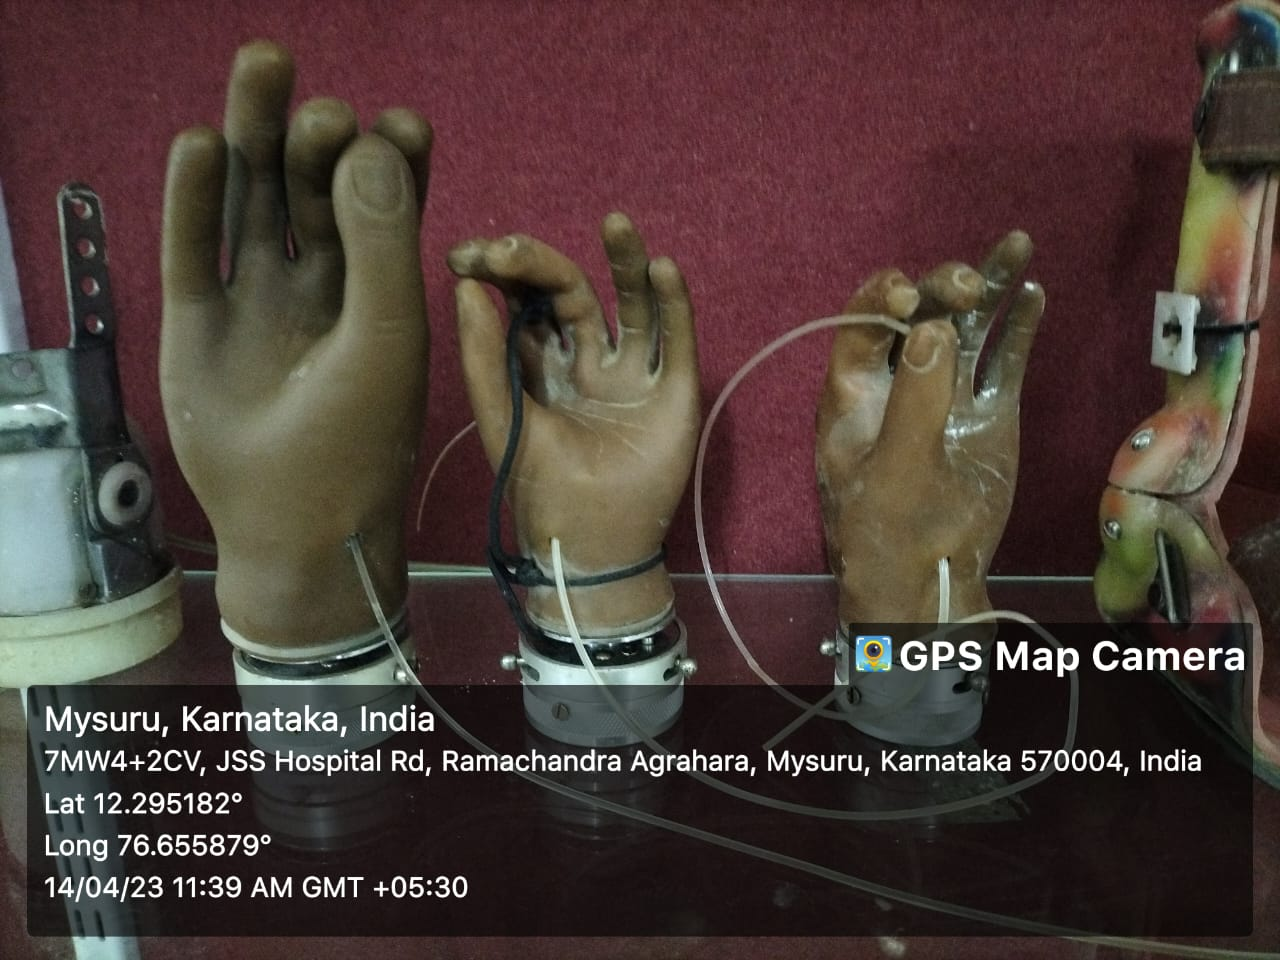 GPS Map Camera
Mysuru, Karnataka, India
7MW4+2CV, JSS Hospital Rd, Ramachandra Agrahara, Mysuru, Karnataka 570004, India
Lat 12.295182°
Long 76.655879°
14/04/23 11:39 AM GMT +05:30